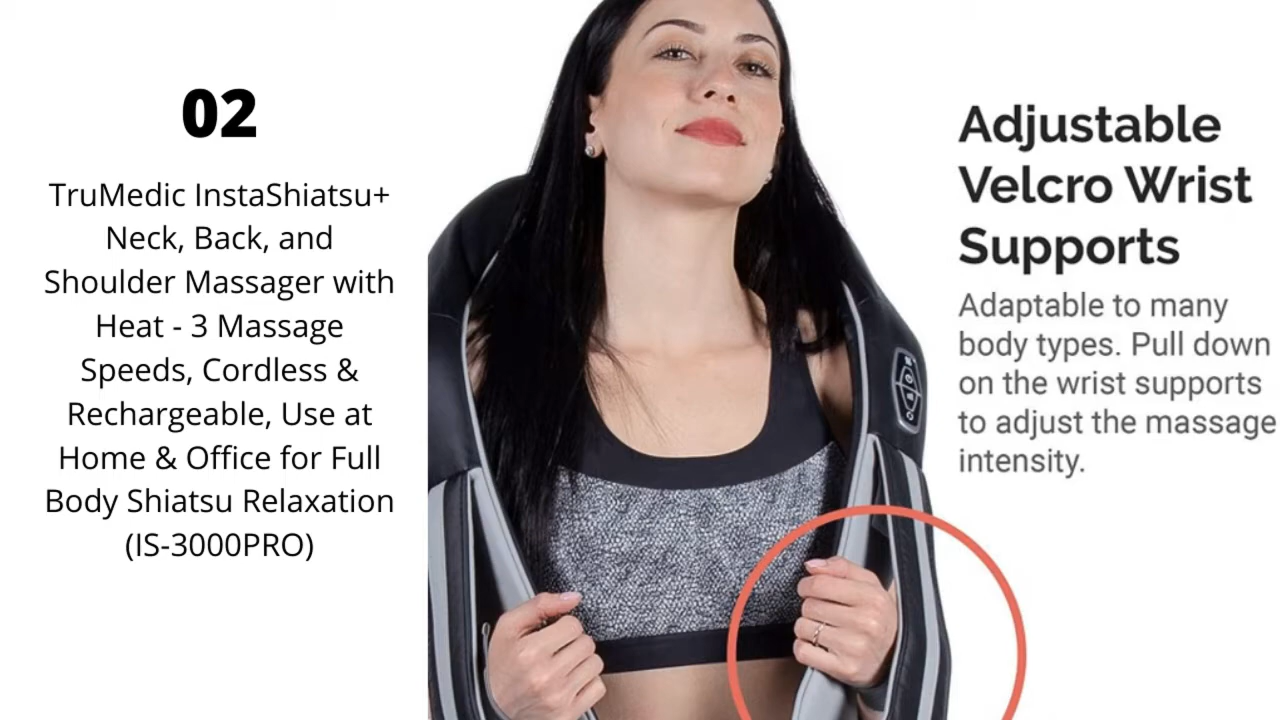 02
TruMedic InstaShiatsu+
Neck, Back, and
Shoulder Massager with
Heat - 3 Massage
Speeds, Cordless &
Rechargeable, Use at
Home & Office for Full
Body Shiatsu Relaxation
(IS-3000PRO)
Adjustable
Velcro Wrist
Supports
Adaptable to many
body types. Pull down
on the wrist supports
to adjust the massage
intensity.